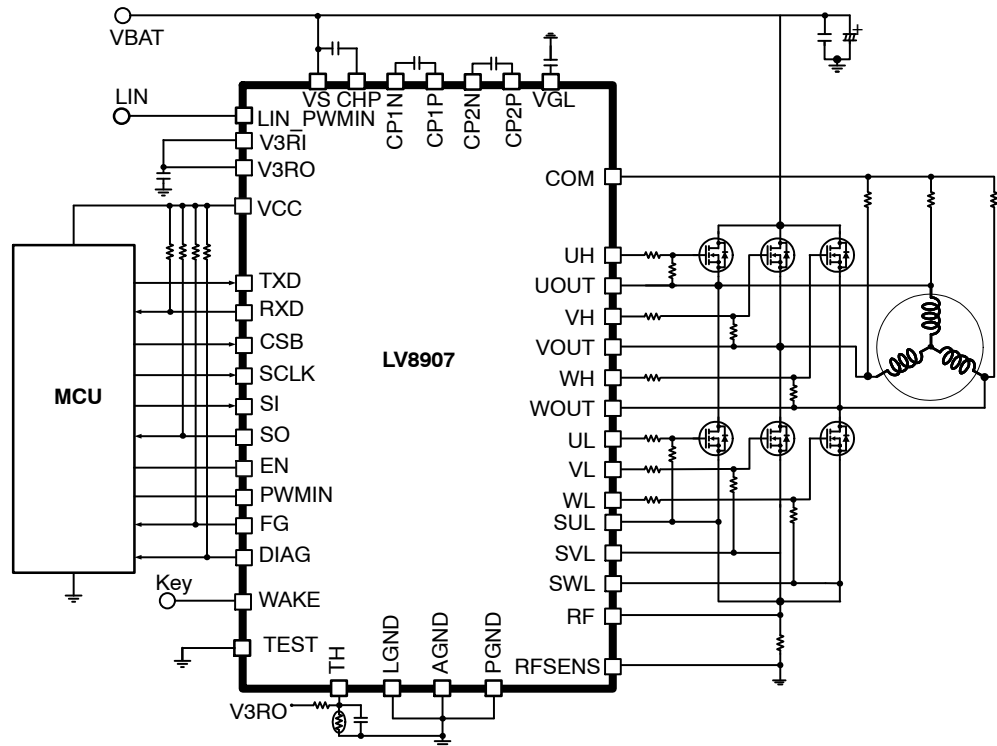 VBAT
+
LIN
VS CHP
CP1N
CP1P
CP2N
CP2P
VGL
LIN_PWMIN
V3RI
V3RO
VCC
COM
UH
UOUT
VH
VOUT
WH
WOUT
UL
VL
WL
SUL
SVL
SWL
RF
RFSENS
TXD
RXD
CSB
SCLK
SI
SO
EN
PWMIN
FG
DIAG
WAKE
TEST
LV8907
MCU
Key
TH
LGND
AGND
PGND
V3RO